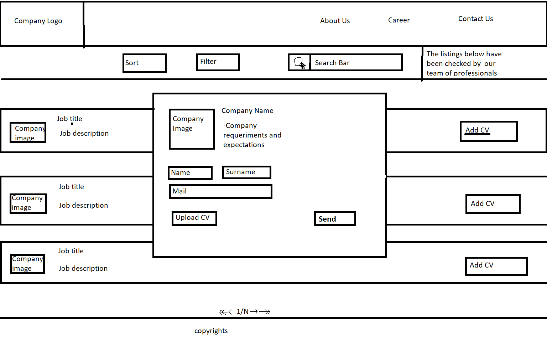 Company Logo
About Us
Career
Contact Us
Sort
Filter
Search Bar
The listings below have
been checked by our
team of professionals
Job title
Job description
Company
image
Add CV
Company
Image
Company Name
-Company
requeriments and
expectations
Name
Surname
Mail
Upload CV
Send
Job title
Job description
Company
image
Add CV
Job title
Job description
Company
image
Add CV
1/N
copyrights